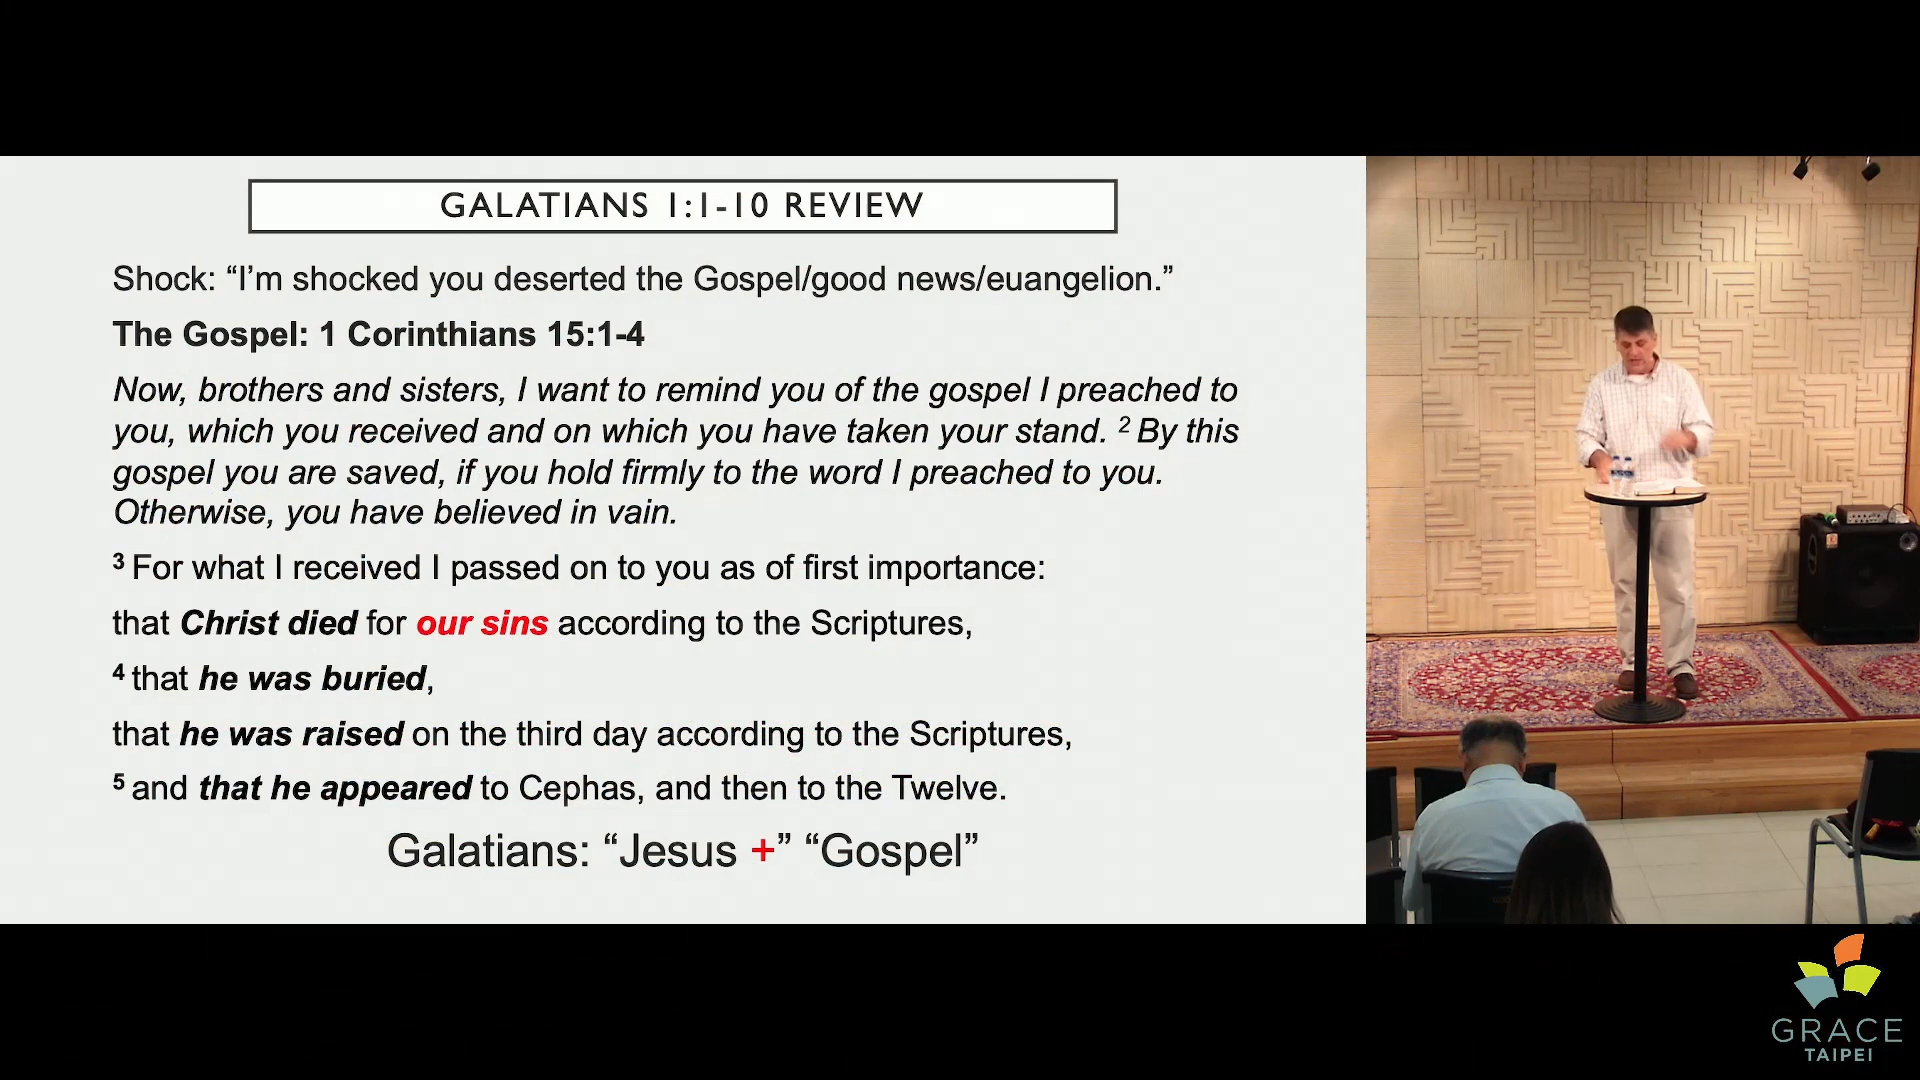 GALATIANS 1:1-10 REVIEW
Shock: “I’m shocked you deserted the Gospel/good news/euangelion.”
The Gospel: 1 Corinthians 15:1-4
Now, brothers and sisters, I want to remind you of the gospel I preached to
you, which you received and on which you have taken your stand. ² By this
gospel you are saved, if you hold firmly to the word I preached to you.
Otherwise, you have believed in vain.
³ For what I received I passed on to you as of first importance:
that Christ died for our sins according to the Scriptures,
⁴ that he was buried,
that he was raised on the third day according to the Scriptures,
⁵ and that he appeared to Cephas, and then to the Twelve.
Galatians: “Jesus +” “Gospel”
GRACE
TAIPEI